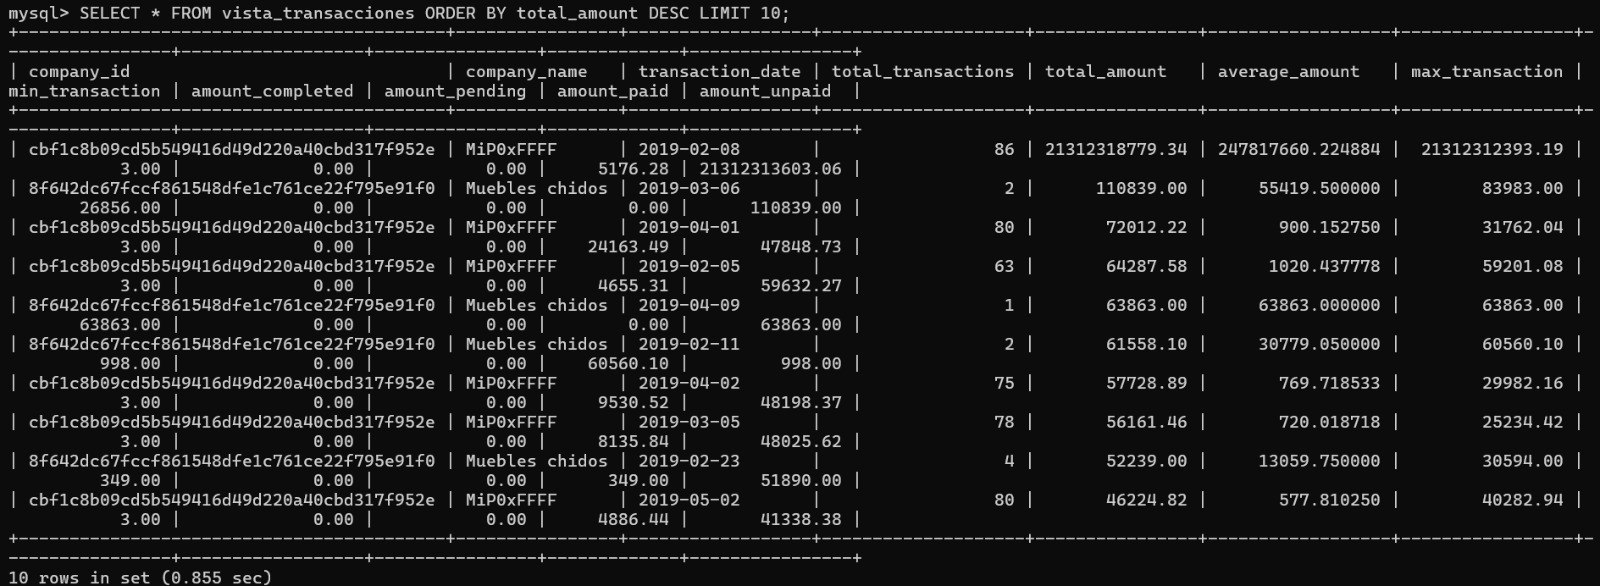 mysql> SELECT * FROM vista_transacciones ORDER BY total_amount DESC LIMIT 10;
+------------------------------------------+----------------+------------------+--------------------+----------------+------------------+-----------------+-
----------------+------------------+----------------+-------------+----------------+
| company_id                               | company_name   | transaction_date | total_transactions | total_amount   | average_amount   | max_transaction |
min_transaction | amount_completed | amount_pending | amount_paid | amount_unpaid  |
+------------------------------------------+----------------+------------------+--------------------+----------------+------------------+-----------------+-
----------------+------------------+----------------+-------------+----------------+
| cbf1c8b09cd5b549416d49d220a40cbd317f952e | MiP0xFFFF      | 2019-02-08       |                 86 | 21312318779.34 | 247817660.224884 |  21312312393.19 |
           3.00 |             0.00 |           0.00 |     5176.28 | 21312313603.06 |
| 8f642dc67fccf861548dfe1c761ce22f795e91f0 | Muebles chidos | 2019-03-06       |                  2 |      110839.00 |     55419.500000 |        83983.00 |
       26856.00 |             0.00 |           0.00 |        0.00 |      110839.00 |
| cbf1c8b09cd5b549416d49d220a40cbd317f952e | MiP0xFFFF      | 2019-04-01       |                 80 |       72012.22 |       900.152750 |        31762.04 |
           3.00 |             0.00 |           0.00 |    24163.49 |       47848.73 |
| cbf1c8b09cd5b549416d49d220a40cbd317f952e | MiP0xFFFF      | 2019-02-05       |                 63 |       64287.58 |      1020.437778 |        59201.08 |
           3.00 |             0.00 |           0.00 |     4655.31 |       59632.27 |
| 8f642dc67fccf861548dfe1c761ce22f795e91f0 | Muebles chidos | 2019-04-09       |                  1 |       63863.00 |     63863.000000 |        63863.00 |
       63863.00 |             0.00 |           0.00 |        0.00 |       63863.00 |
| 8f642dc67fccf861548dfe1c761ce22f795e91f0 | Muebles chidos | 2019-02-11       |                  2 |       61558.10 |     30779.050000 |        60560.10 |
         998.00 |             0.00 |           0.00 |    60560.10 |         998.00 |
| cbf1c8b09cd5b549416d49d220a40cbd317f952e | MiP0xFFFF      | 2019-04-02       |                 75 |       57728.89 |       769.718533 |        29982.16 |
           3.00 |             0.00 |           0.00 |     9530.52 |       48198.37 |
| cbf1c8b09cd5b549416d49d220a40cbd317f952e | MiP0xFFFF      | 2019-03-05       |                 78 |       56161.46 |       720.018718 |        25234.42 |
           3.00 |             0.00 |           0.00 |     8135.84 |       48025.62 |
| 8f642dc67fccf861548dfe1c761ce22f795e91f0 | Muebles chidos | 2019-02-23       |                  4 |       52239.00 |     13059.750000 |        30594.00 |
         349.00 |             0.00 |           0.00 |      349.00 |       51890.00 |
| cbf1c8b09cd5b549416d49d220a40cbd317f952e | MiP0xFFFF      | 2019-05-02       |                 80 |       46224.82 |       577.810250 |        40282.94 |
           3.00 |             0.00 |           0.00 |     4886.44 |       41338.38 |
+------------------------------------------+----------------+------------------+--------------------+----------------+------------------+-----------------+-
----------------+------------------+----------------+-------------+----------------+
10 rows in set (0.855 sec)